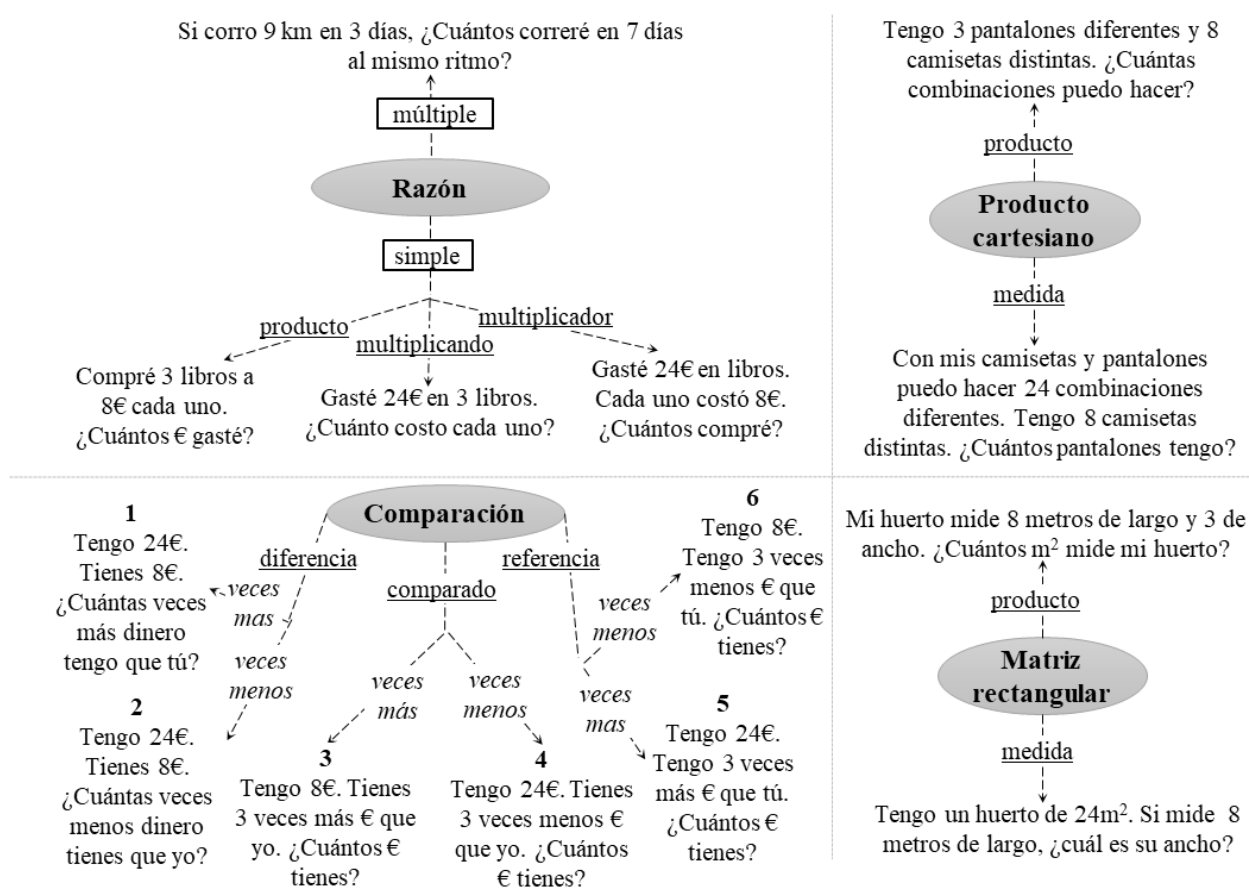 Si corro 9 km en 3 días, ¿Cuántos correré en 7 días
al mismo ritmo?
múltiple
Razón
simple
producto
multiplicando
multiplicador
Compré 3 libros a
8€ cada uno.
¿Cuántos € gasté?
Gasté 24€ en 3 libros.
¿Cuánto costo cada uno?
Gasté 24€ en libros.
Cada uno costó 8€.
¿Cuántos compré?
Tengo 3 pantalones diferentes y 8
camisetas distintas. ¿Cuántas
combinaciones puedo hacer?
producto
Producto
cartesiano
medida
Con mis camisetas y pantalones
puedo hacer 24 combinaciones
diferentes. Tengo 8 camisetas
distintas. ¿Cuántos pantalones tengo?
Comparación
diferencia
comparado
referencia
veces
mas
veces
menos
veces
más
veces
menos
veces
menos
veces
mas
1
Tengo 24€.
Tienes 8€.
¿Cuántas veces
más dinero
tengo que tú?
2
Tengo 24€.
Tienes 8€.
¿Cuántas veces
menos dinero
tienes que yo?
3
Tengo 8€. Tienes
3 veces más € que
yo. ¿Cuántos €
tienes?
4
Tengo 24€. Tienes
3 veces menos €
que yo. ¿Cuántos
€ tienes?
5
Tengo 24€.
Tengo 3 veces
más € que tú.
¿Cuántos €
tienes?
6
Tengo 8€.
Tengo 3 veces
menos € que
tú. ¿Cuántos €
tienes?
Mi huerto mide 8 metros de largo y 3 de
ancho. ¿Cuántos m² mide mi huerto?
producto
Matriz
rectangular
medida
Tengo un huerto de 24m². Si mide 8
metros de largo, ¿cuál es su ancho?